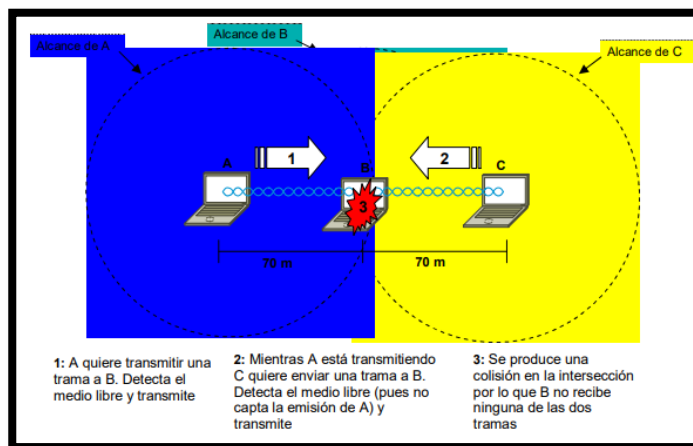 Alcance de B
Alcance de A
Alcance de C
1
2
A
B
C
3
70 m
70 m
1: A quiere transmitir una
trama a B. Detecta el
medio libre y transmite
2: Mientras A está transmitiendo
C quiere enviar una trama a B.
Detecta el medio libre (pues no
capta la emisión de A) y
transmite
3: Se produce una
colisión en la intersección
por lo que B no recibe
ninguna de las dos
tramas